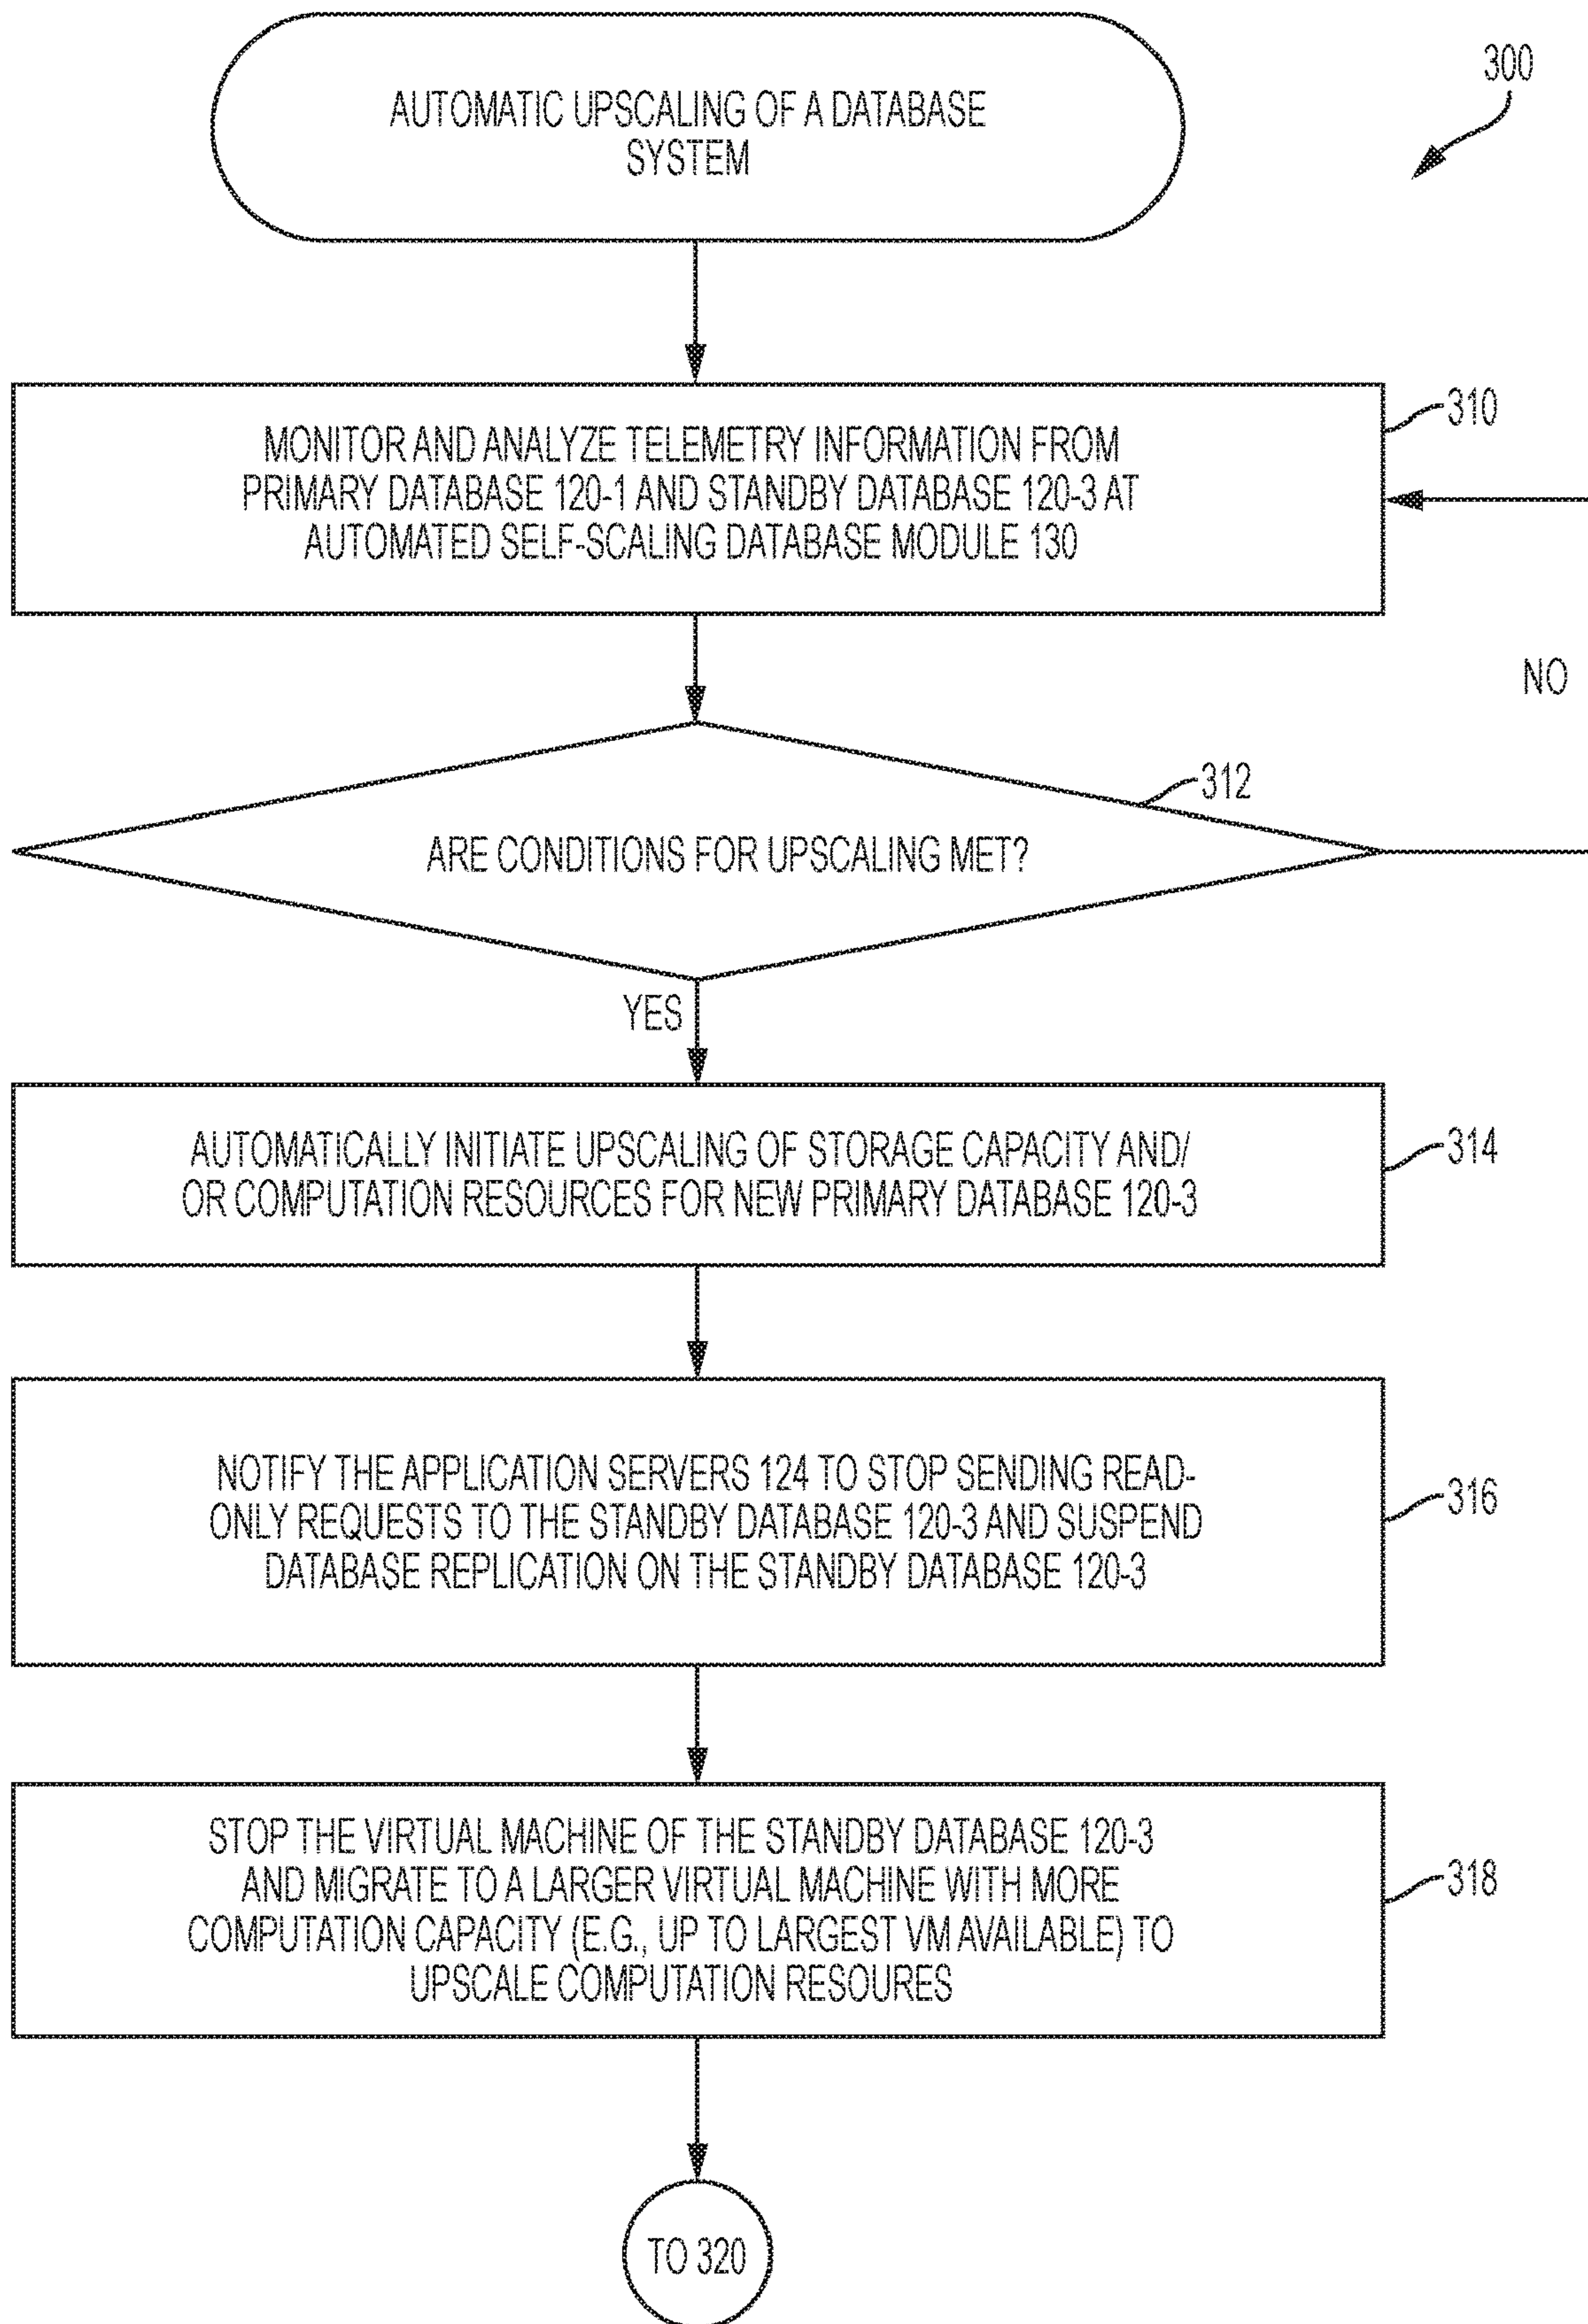 AUTOMATIC UPSCALING OF A DATABASE
SYSTEM
300
MONITOR AND ANALYZE TELEMETRY INFORMATION FROM
PRIMARY DATABASE 120-1 AND STANDBY DATABASE 120-3 AT
AUTOMATED SELF-SCALING DATABASE MODULE 130
310
NO
312
ARE CONDITIONS FOR UPSCALING MET?
YES
AUTOMATICALLY INITIATE UPSCALING OF STORAGE CAPACITY AND/
OR COMPUTATION RESOURCES FOR NEW PRIMARY DATABASE 120-3
314
NOTIFY THE APPLICATION SERVERS 124 TO STOP SENDING READ-
ONLY REQUESTS TO THE STANDBY DATABASE 120-3 AND SUSPEND
DATABASE REPLICATION ON THE STANDBY DATABASE 120-3
316
STOP THE VIRTUAL MACHINE OF THE STANDBY DATABASE 120-3
AND MIGRATE TO A LARGER VIRTUAL MACHINE WITH MORE
COMPUTATION CAPACITY (E.G., UP TO LARGEST VM AVAILABLE) TO
UPSCALE COMPUTATION RESOURES
318
TO 320